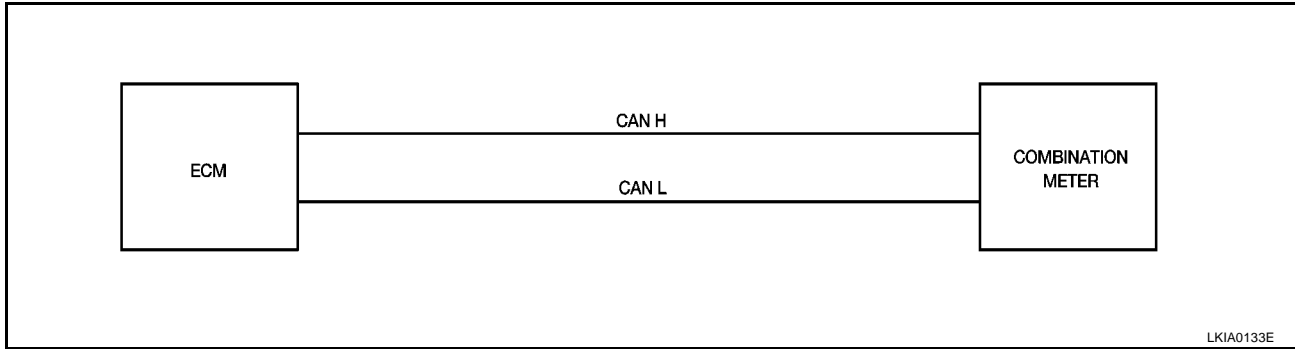 CAN H
ECM
COMBINATION
METER
CAN L
LKIA0133E